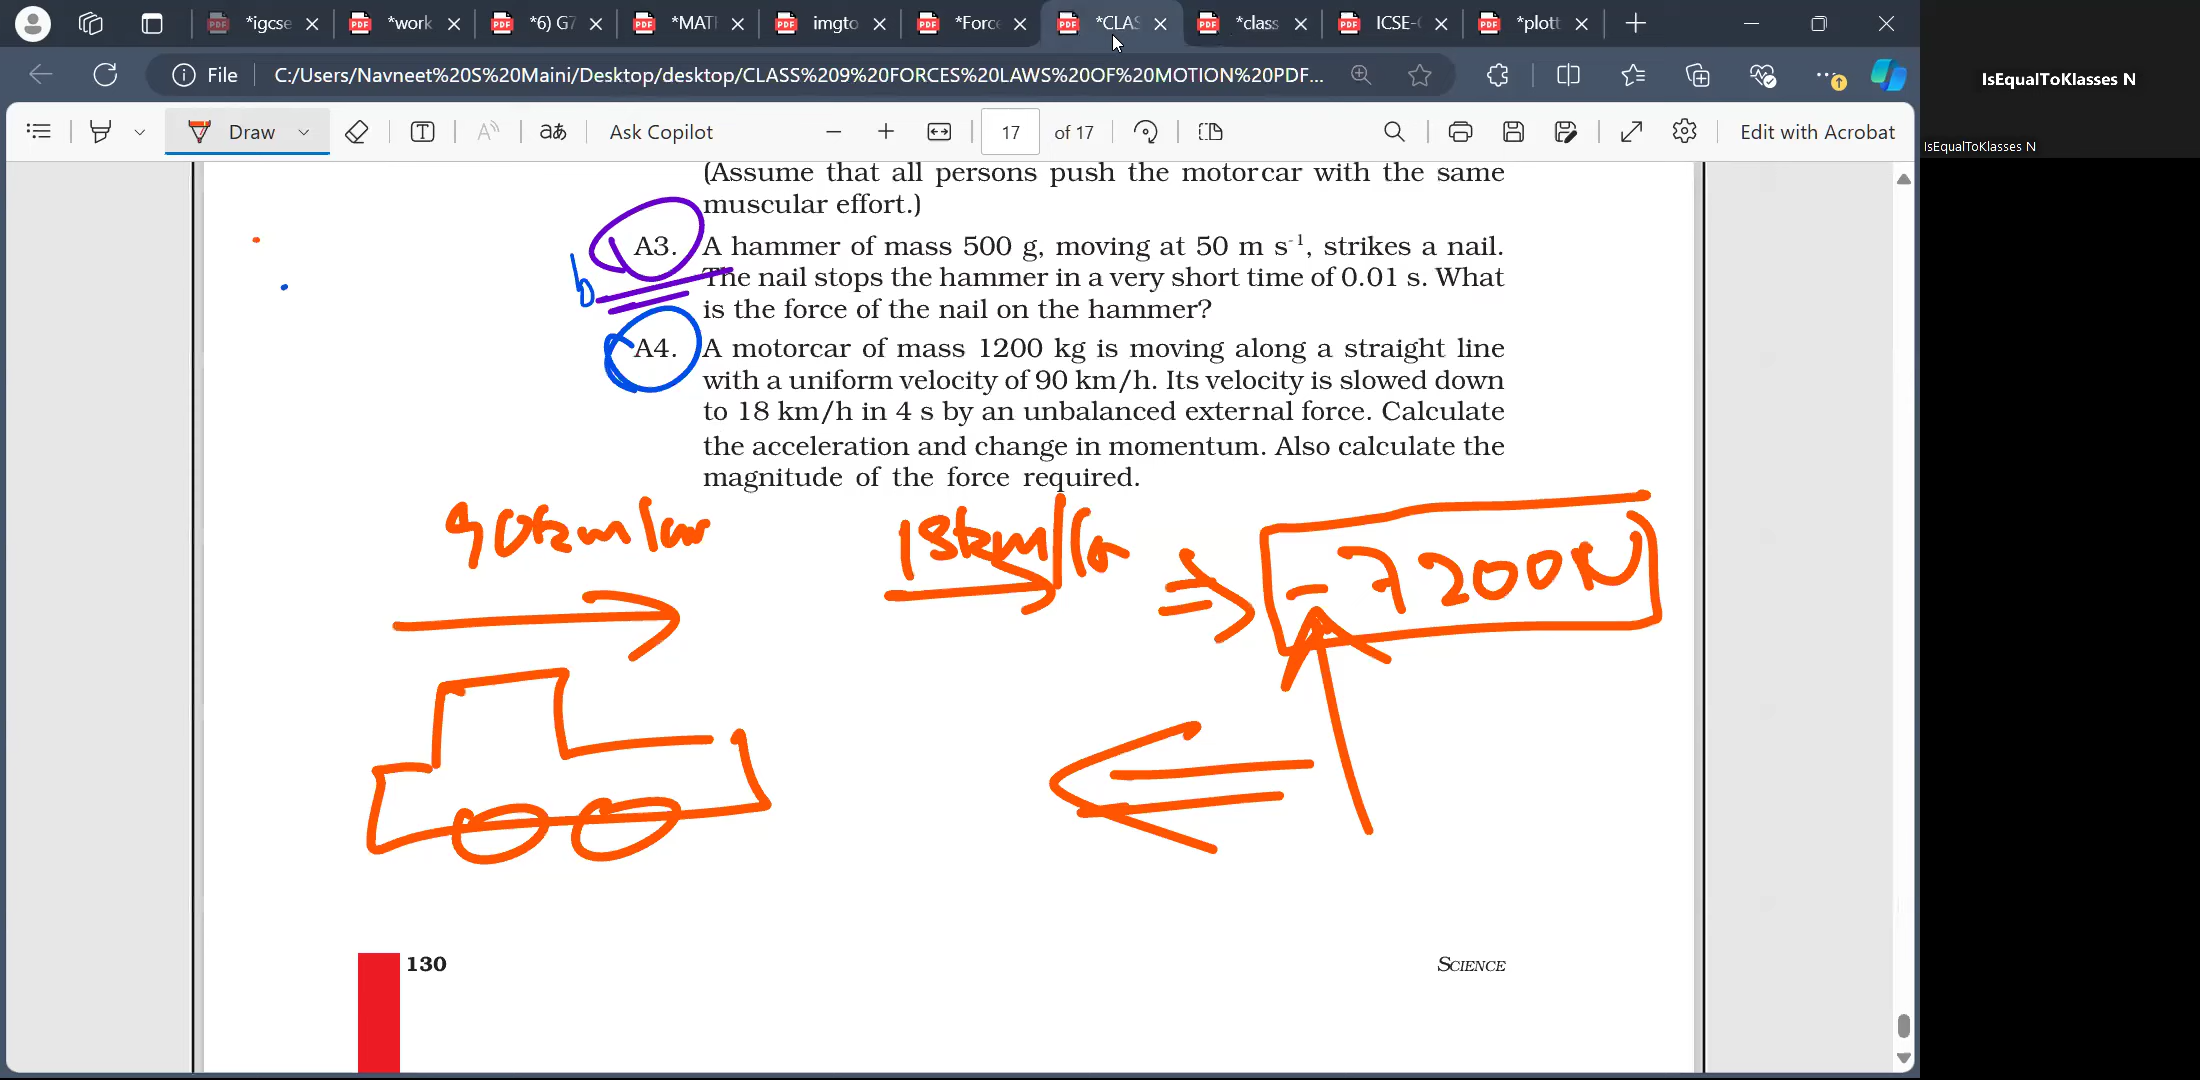 *igcse
*work
*6) G7
*MATH
imgto
*Force
*CLAS
*class
ICSE-C
*plott
File
C:/Users/Navneet%20S%20Maini/Desktop/desktop/CLASS%209%20FORCES%20LAWS%20OF%20MOTION%20PDF...
Draw
Ask Copilot
17
of 17
Edit with Acrobat
IsEqualToKlasses N
IsEqualToKlasses N
(Assume that all persons push the motorcar with the same
muscular effort.)
A3. A hammer of mass 500 g, moving at 50 m s⁻¹, strikes a nail.
The nail stops the hammer in a very short time of 0.01 s. What
is the force of the nail on the hammer?
b
A4. A motorcar of mass 1200 kg is moving along a straight line
with a uniform velocity of 90 km/h. Its velocity is slowed down
to 18 km/h in 4 s by an unbalanced external force. Calculate
the acceleration and change in momentum. Also calculate the
magnitude of the force required.
90km/hr
18km/hr
⇒ - 7200N
130
SCIENCE